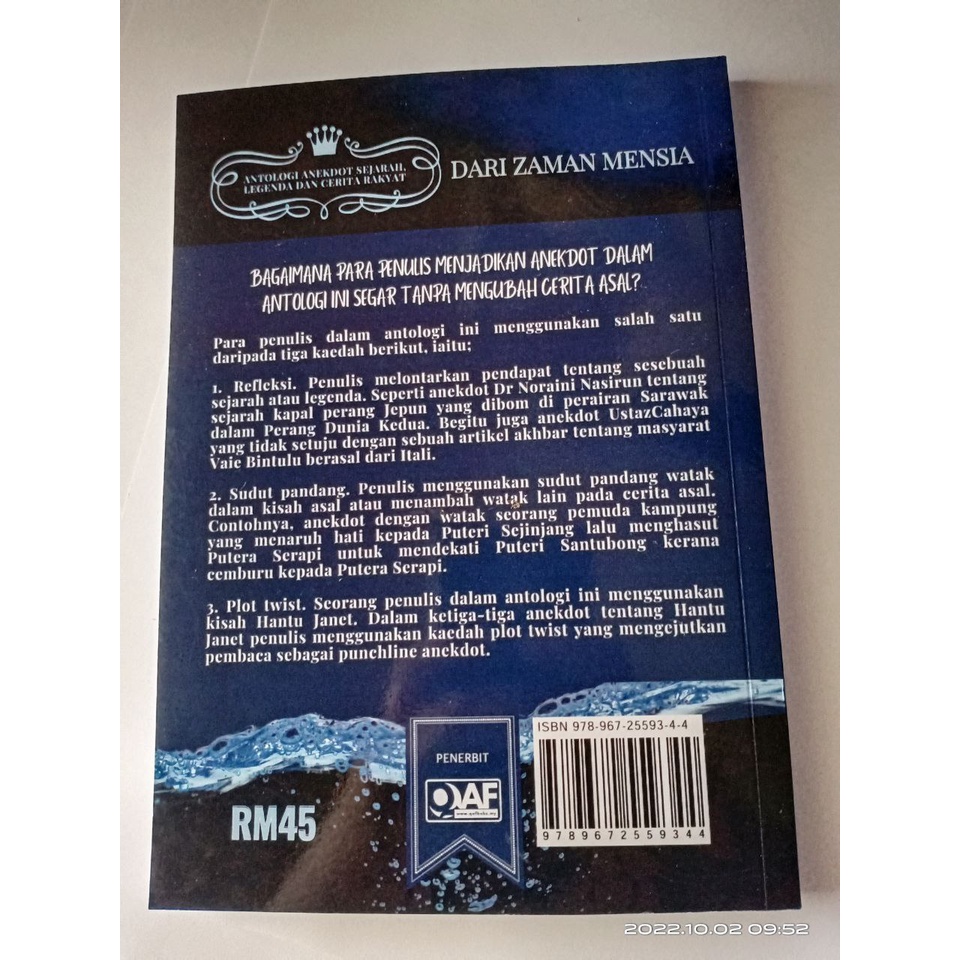 ANTOLOGI ANEKDOT SEJARAH,
LEGENDA DAN CERITA RAKYAT
DARI ZAMAN MENSIA
BAGAIMANA PARA PENULIS MENJADIKAN ANEKDOT DALAM
ANTOLOGI INI SEGAR TANPA MENGUBAH CERITA ASAL?
Para penulis dalam antologi ini menggunakan salah satu
daripada tiga kaedah berikut, iaitu;
1. Refleksi. Penulis melontarkan pendapat tentang sesebuah
sejarah atau legenda. Seperti anekdot Dr Noraini Nasirun tentang
sejarah kapal perang Jepun yang dibom di perairan Sarawak
dalam Perang Dunia Kedua. Begitu juga anekdot UstazCahaya
yang tidak setuju dengan sebuah artikel akhbar tentang masyarat
Vaie Bintulu berasal dari Itali.
2. Sudut pandang. Penulis menggunakan sudut pandang watak
dalam kisah asal atau menambah watak lain pada cerita asal.
Contohnya, anekdot dengan watak seorang pemuda kampung
yang menaruh hati kepada Puteri Sejinjang lalu menghasut
Putera Serapi untuk mendekati Puteri Santubong kerana
cemburu kepada Putera Serapi.
3. Plot twist. Seorang penulis dalam antologi ini menggunakan
kisah Hantu Janet. Dalam ketiga-tiga anekdot tentang Hantu
Janet penulis menggunakan kaedah plot twist yang mengejutkan
pembaca sebagai punchline anekdot.
RM45
PENERBIT
QAF
www.qafbuku.my
ISBN 978-967-25593-4-4
9 789672 559344
2022.10.02 09:52